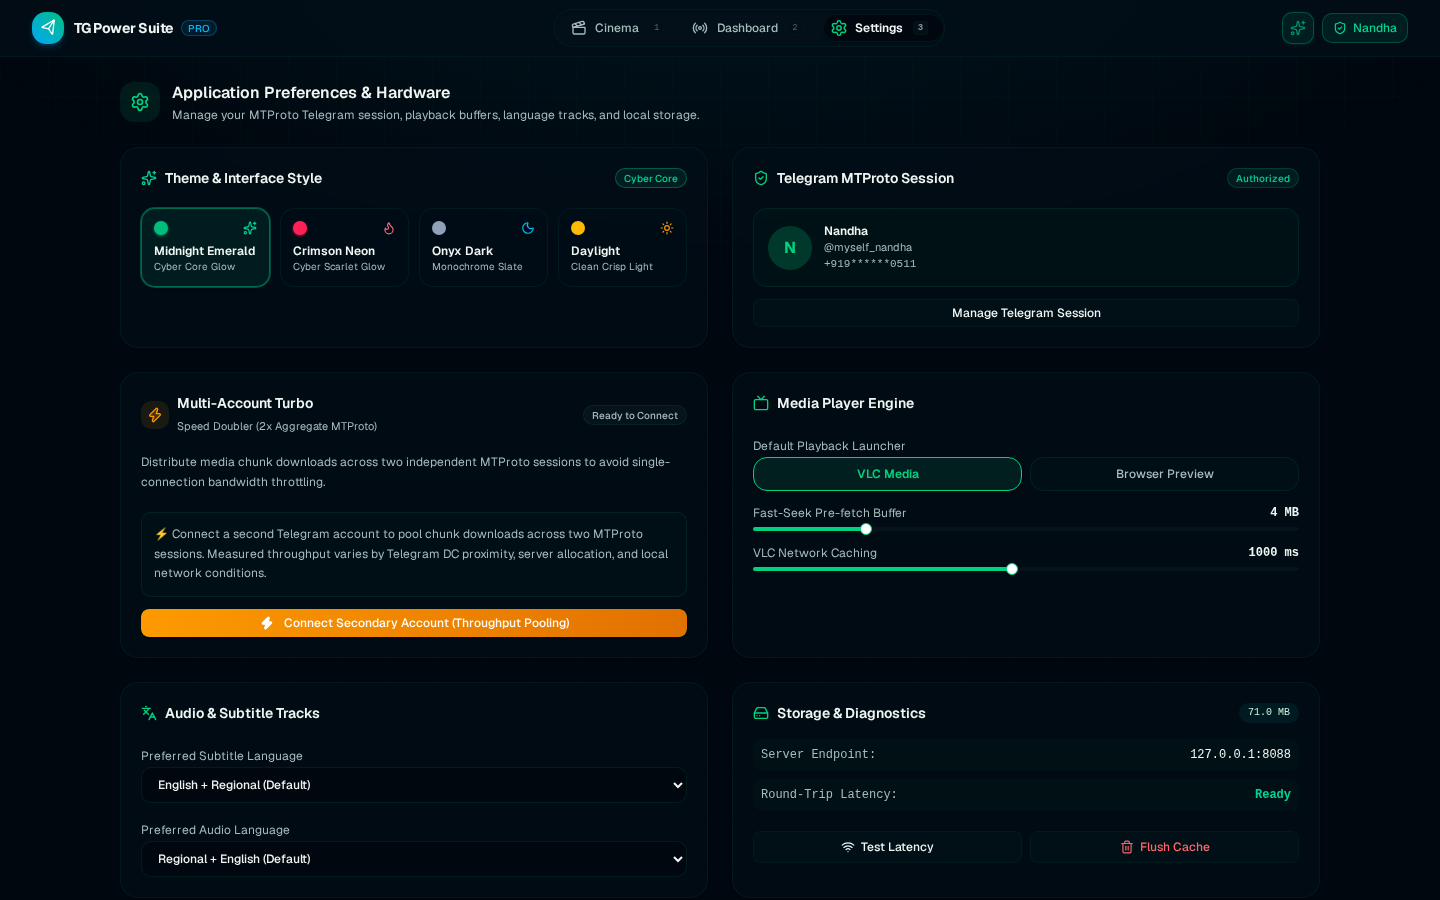 TG Power Suite PRO
Cinema 1 Dashboard 2 Settings 3
Nandha
Application Preferences & Hardware
Manage your MTProto Telegram session, playback buffers, language tracks, and local storage.
Theme & Interface Style
Cyber Core
Midnight Emerald
Cyber Core Glow
Crimson Neon
Cyber Scarlet Glow
Onyx Dark
Monochrome Slate
Daylight
Clean Crisp Light
Telegram MTProto Session
Authorized
N
Nandha
@myself_nandha
+919******0511
Manage Telegram Session
Multi-Account Turbo
Speed Doubler (2x Aggregate MTProto)
Ready to Connect
Distribute media chunk downloads across two independent MTProto sessions to avoid single-
connection bandwidth throttling.
⚡ Connect a second Telegram account to pool chunk downloads across two MTProto
sessions. Measured throughput varies by Telegram DC proximity, server allocation, and local
network conditions.
Connect Secondary Account (Throughput Pooling)
Media Player Engine
Default Playback Launcher
VLC Media
Browser Preview
Fast-Seek Pre-fetch Buffer 4 MB
VLC Network Caching 1000 ms
Audio & Subtitle Tracks
Preferred Subtitle Language
English + Regional (Default)
Preferred Audio Language
Regional + English (Default)
Storage & Diagnostics
71.0 MB
Server Endpoint: 127.0.0.1:8088
Round-Trip Latency: Ready
Test Latency
Flush Cache